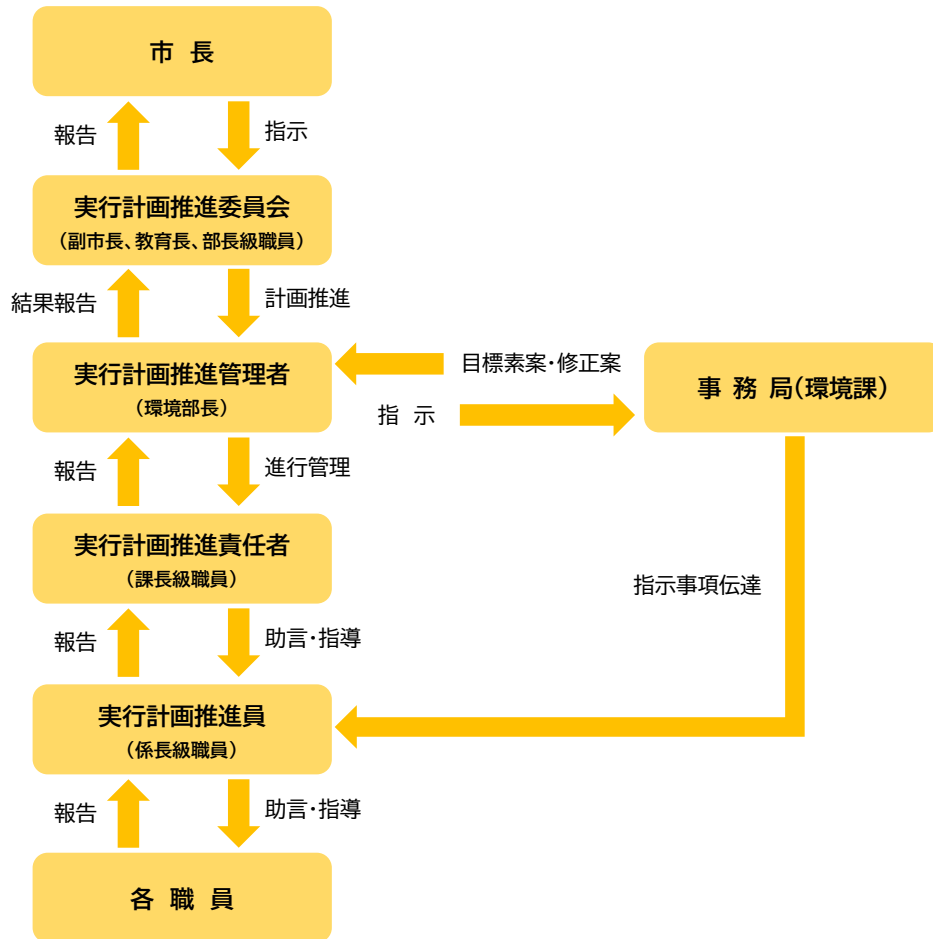 市 長
報告
指示
実行計画推進委員会
（副市長、教育長、部長級職員）
結果報告
計画推進
実行計画推進管理者
（環境部長）
目標素案・修正案
指 示
事 務 局（環境課）
報告
進行管理
実行計画推進責任者
（課長級職員）
指示事項伝達
報告
助言・指導
実行計画推進員
（係長級職員）
報告
助言・指導
各 職 員